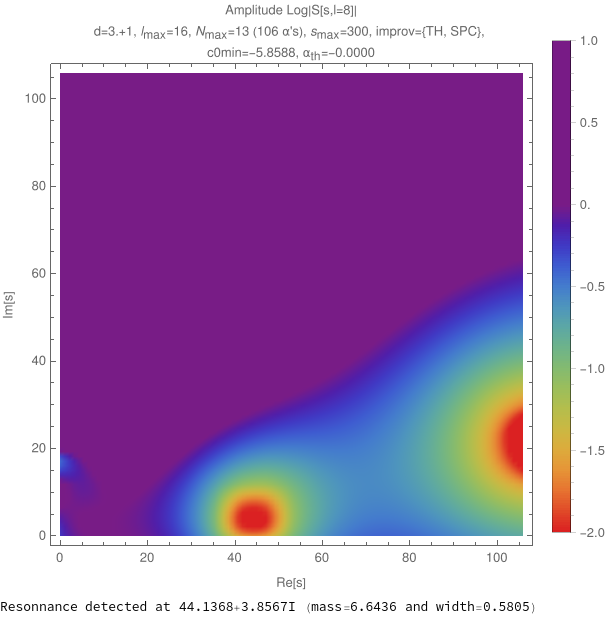 Amplitude Log|S[s,l=8]|
d=3.+1, lmax=16, Nmax=13 (106 α's), smax=300, improv={TH, SPC},
c0min=-5.8588, αth=-0.0000
1.0
0.5
0.
-0.5
-1.0
-1.5
-2.0
100
80
60
40
20
0
Im[s]
0 20 40 60 80 100
Re[s]
Resonnance detected at 44.1368+3.8567I (mass=6.6436 and width=0.5805)